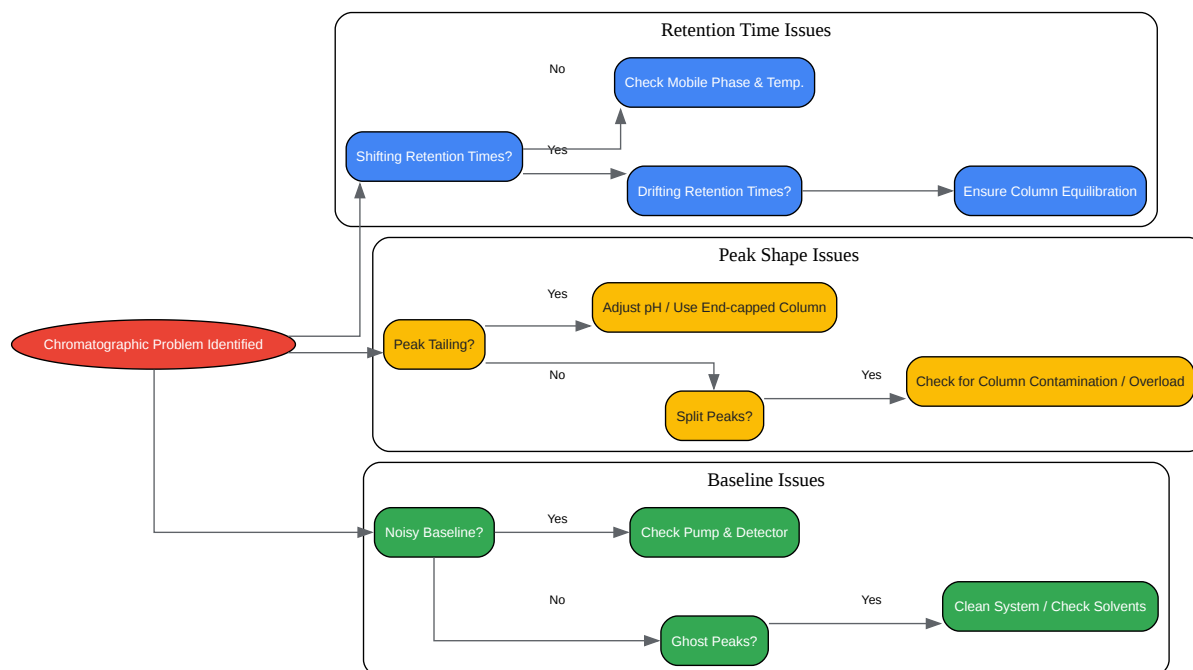 Retention Time Issues
No
Check Mobile Phase & Temp.
Shifting Retention Times?
Yes
Drifting Retention Times?
Ensure Column Equilibration
Peak Shape Issues
Yes
Adjust pH / Use End-capped Column
Chromatographic Problem Identified
Peak Tailing?
No
Yes
Check for Column Contamination / Overload
Split Peaks?
Baseline Issues
Noisy Baseline?
Yes
Check Pump & Detector
No
Yes
Clean System / Check Solvents
Ghost Peaks?